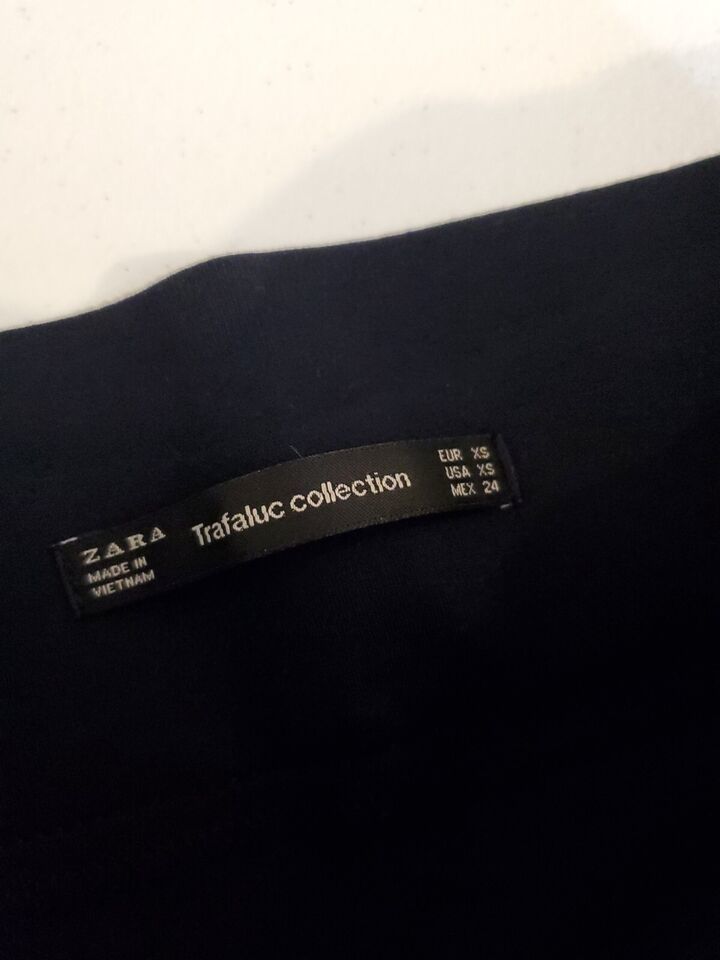 ZARA
MADE IN
VIETNAM
Trafaluc collection
EUR XS
USA XS
MEX 24